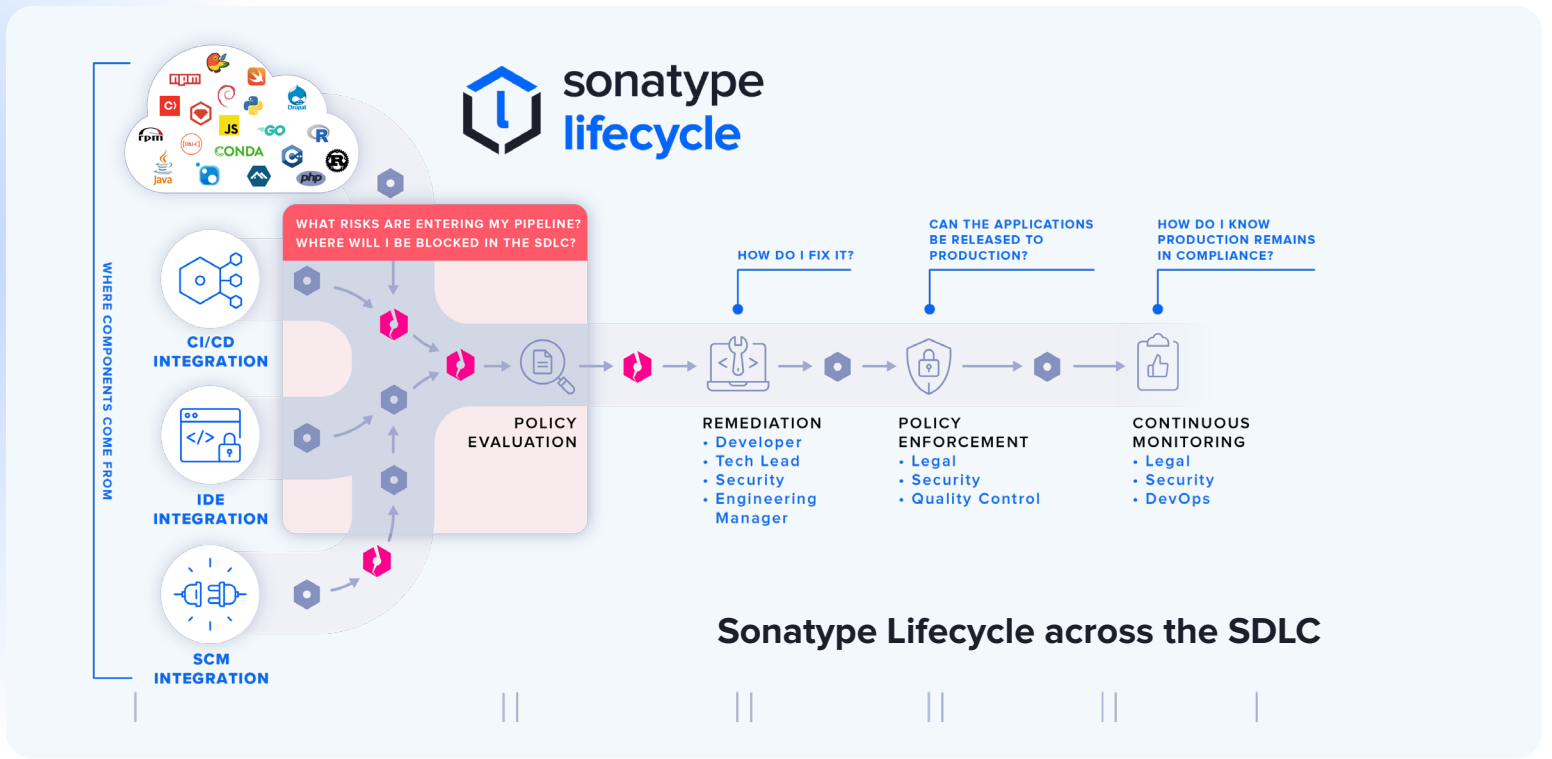 sonatype
lifecycle
npm
Drupal
JS
GO
R
rpm
CONDA
C++
Java
php
WHERE COMPONENTS COME FROM
WHAT RISKS ARE ENTERING MY PIPELINE?
WHERE WILL I BE BLOCKED IN THE SDLC?
CI/CD
INTEGRATION
</>
IDE
INTEGRATION
SCM
INTEGRATION
POLICY
EVALUATION
HOW DO I FIX IT?
< >
REMEDIATION
• Developer
• Tech Lead
• Security
• Engineering
Manager
CAN THE APPLICATIONS
BE RELEASED TO
PRODUCTION?
POLICY
ENFORCEMENT
• Legal
• Security
• Quality Control
HOW DO I KNOW
PRODUCTION REMAINS
IN COMPLIANCE?
CONTINUOUS
MONITORING
• Legal
• Security
• DevOps
Sonatype Lifecycle across the SDLC